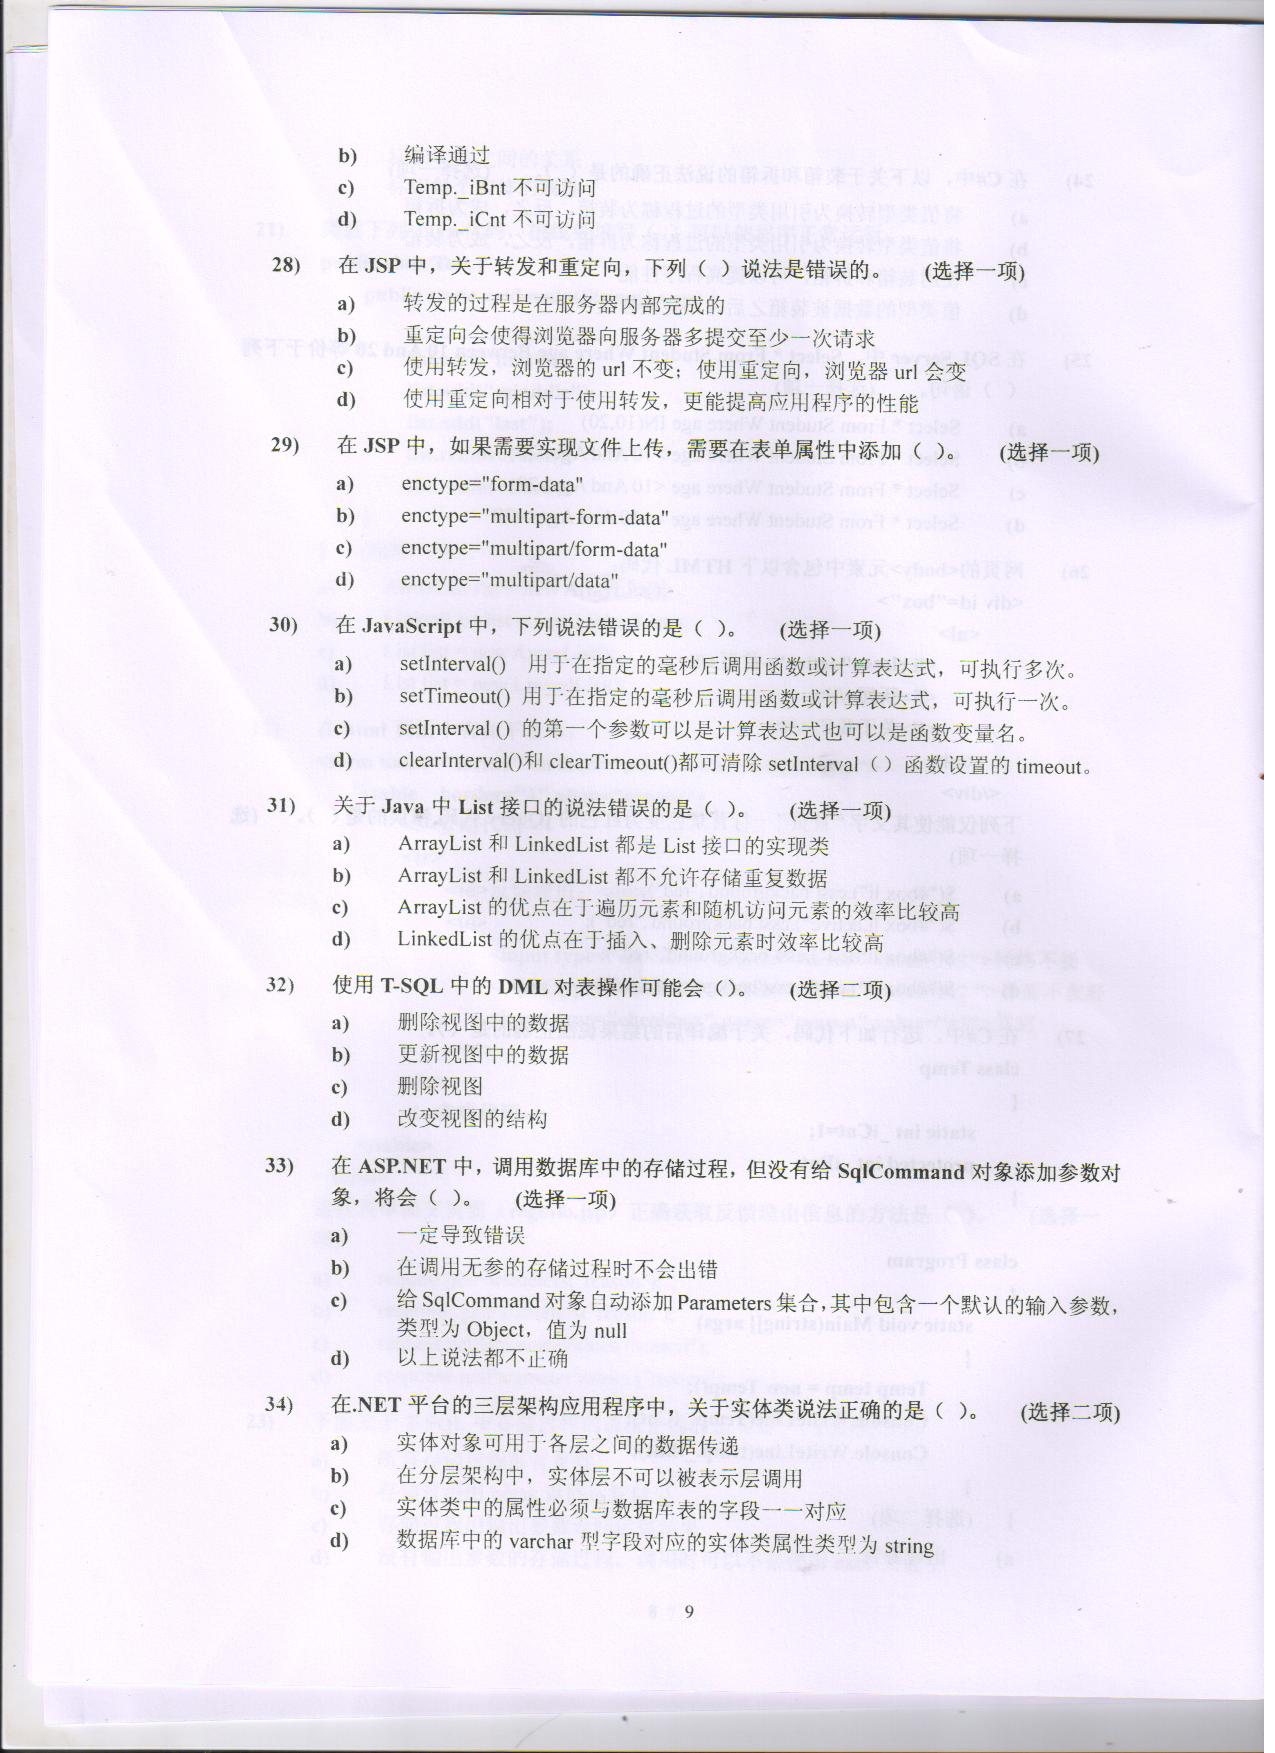 b) 编译通过
c) Temp._iBnt 不可访问
d) Temp._iCnt 不可访问
28) 在 JSP 中，关于转发和重定向，下列（ ）说法是错误的。 (选择一项)
a) 转发的过程是在服务器内部完成的
b) 重定向会使得浏览器向服务器多提交至少一次请求
c) 使用转发，浏览器的 url 不变；使用重定向，浏览器 url 会变
d) 使用重定向相对于使用转发，更能提高应用程序的性能
29) 在 JSP 中，如果需要实现文件上传，需要在表单属性中添加（ ）。 (选择一项)
a) enctype="form-data"
b) enctype="multipart-form-data"
c) enctype="multipart/form-data"
d) enctype="multipart/data"
30) 在 JavaScript 中，下列说法错误的是（ ）。 (选择一项)
a) setInterval() 用于在指定的毫秒后调用函数或计算表达式，可执行多次。
b) setTimeout() 用于在指定的毫秒后调用函数或计算表达式，可执行一次。
c) setInterval() 的第一个参数可以是计算表达式也可以是函数变量名。
d) clearInterval()和 clearTimeout()都可清除 setInterval（）函数设置的 timeout。
31) 关于 Java 中 List 接口的说法错误的是（ ）。 (选择一项)
a) ArrayList 和 LinkedList 都是 List 接口的实现类
b) ArrayList 和 LinkedList 都不允许存储重复数据
c) ArrayList 的优点在于遍历元素和随机访问元素的效率比较高
d) LinkedList 的优点在于插入、删除元素时效率比较高
32) 使用 T-SQL 中的 DML 对表操作可能会（）。 (选择二项)
a) 删除视图中的数据
b) 更新视图中的数据
c) 删除视图
d) 改变视图的结构
33) 在 ASP.NET 中，调用数据库中的存储过程，但没有给 SqlCommand 对象添加参数对
象，将会（ ）。 (选择一项)
a) 一定导致错误
b) 在调用无参的存储过程时不会出错
c) 给 SqlCommand 对象自动添加 Parameters 集合，其中包含一个默认的输入参数，
类型为 Object，值为 null
d) 以上说法都不正确
34) 在.NET 平台的三层架构应用程序中，关于实体类说法正确的是（ ）。 (选择二项)
a) 实体对象可用于各层之间的数据传递
b) 在分层架构中，实体层不可以被表示层调用
c) 实体类中的属性必须与数据库表的字段一一对应
d) 数据库中的 varchar 型字段对应的实体类属性类型为 string
9